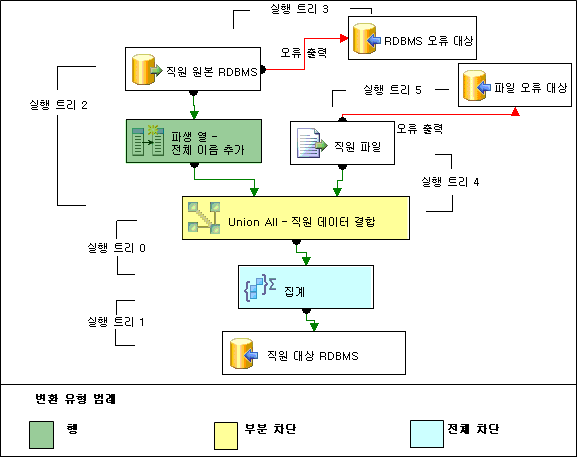 실행 트리 3
RDBMS 오류 대상
오류 출력
직원 원본 RDBMS
실행 트리 5
파일 오류 대상
실행 트리 2
오류 출력
파생 열 -
전체 이음 추가
직원 파일
실행 트리 4
Union All - 직원 데이터 결합
실행 트리 0
집계
실행 트리 1
직원 대상 RDBMS
변환 유형 범례
행
부분 차단
전체 차단